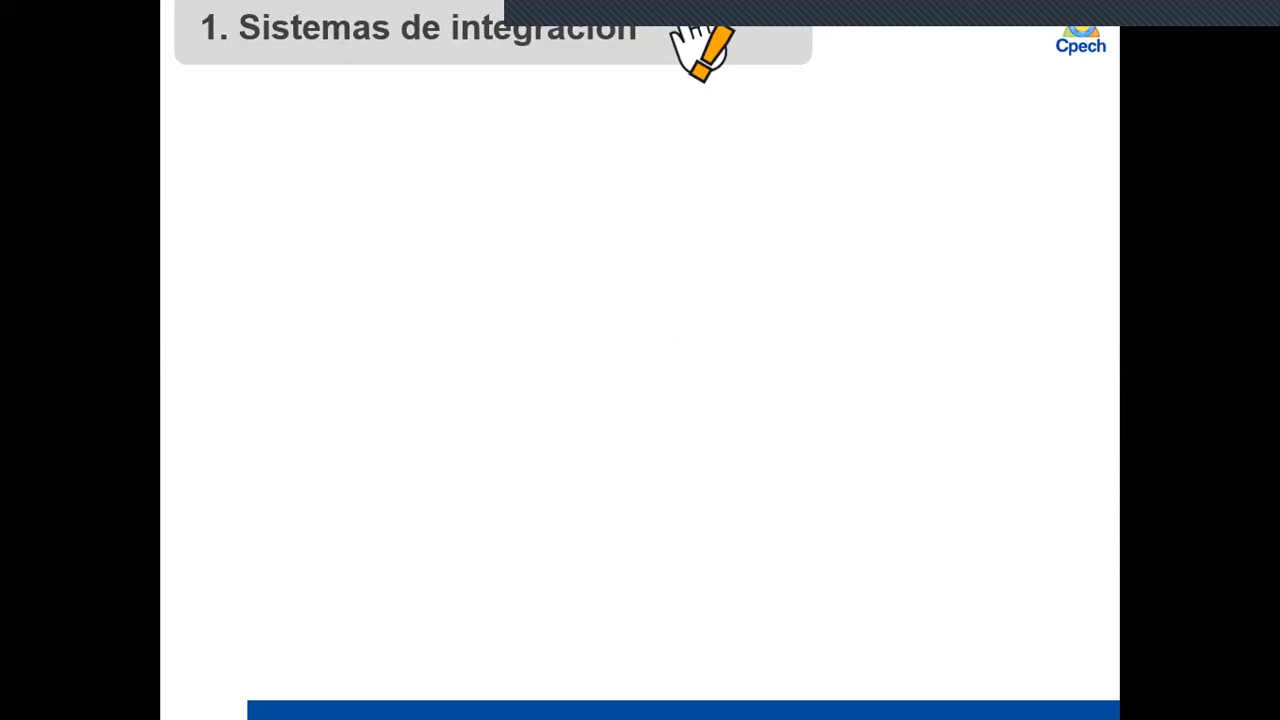 1. Sistemas de integración
Cpech